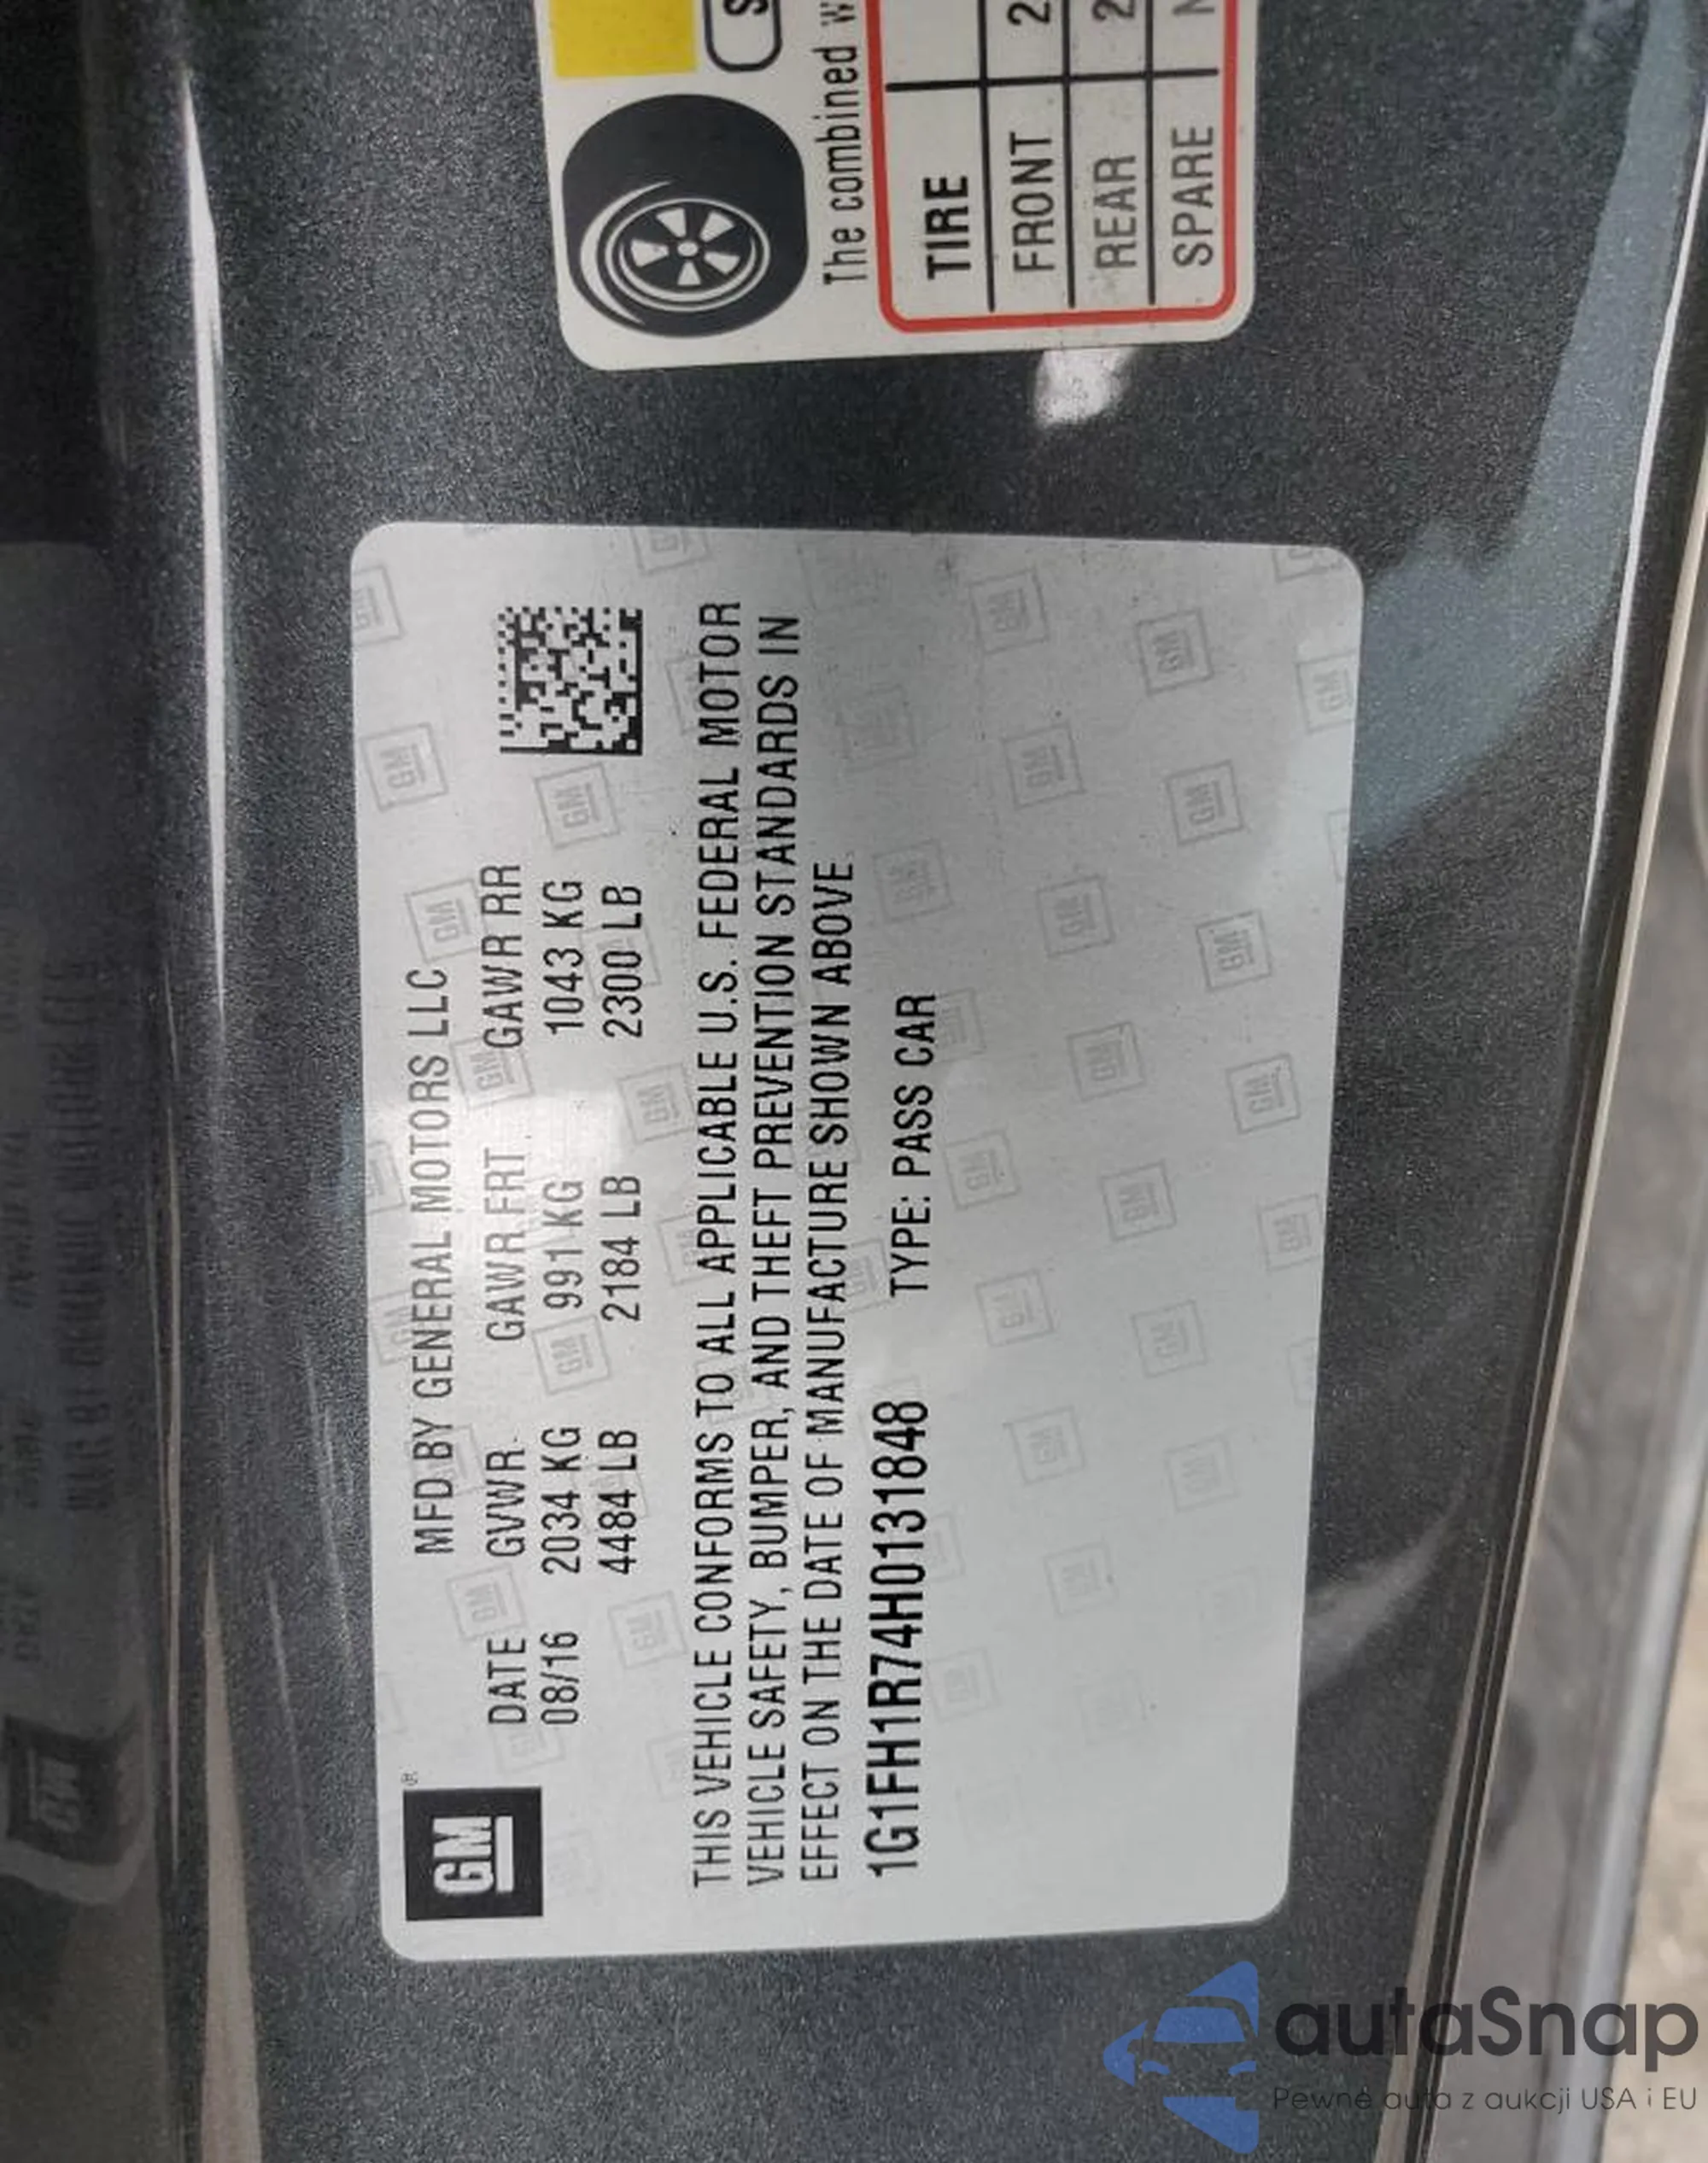 GM ®
MFD BY GENERAL MOTORS LLC
DATE GVWR GAWR FRT GAWR RR
08/16 2034 KG 991 KG 1043 KG
4484 LB 2184 LB 2300 LB
THIS VEHICLE CONFORMS TO ALL APPLICABLE U.S. FEDERAL MOTOR
VEHICLE SAFETY, BUMPER, AND THEFT PREVENTION STANDARDS IN
EFFECT ON THE DATE OF MANUFACTURE SHOWN ABOVE
1G1FH1R74H0131848 TYPE: PASS CAR
The combined
TIRE
FRONT 2
REAR 2
SPARE N
autaSnap
Pewne auta z aukcji USA i EU